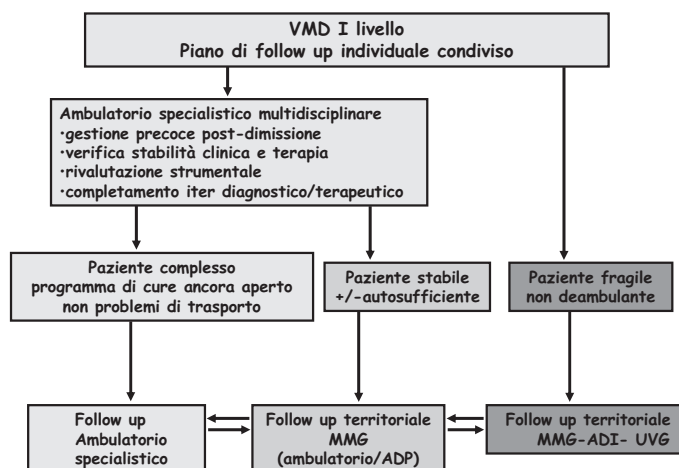 VMD I livello
Piano di follow up individuale condiviso
Ambulatorio specialistico multidisciplinare
•gestione precoce post-dimissione
•verifica stabilità clinica e terapia
•rivalutazione strumentale
•completamento iter diagnostico/terapeutico
Paziente complesso
programma di cure ancora aperto
non problemi di trasporto
Paziente stabile
+/-autosufficiente
Paziente fragile
non deambulante
Follow up
Ambulatorio
specialistico
Follow up territoriale
MMG
(ambulatorio/ADP)
Follow up territoriale
MMG-ADI- UVG